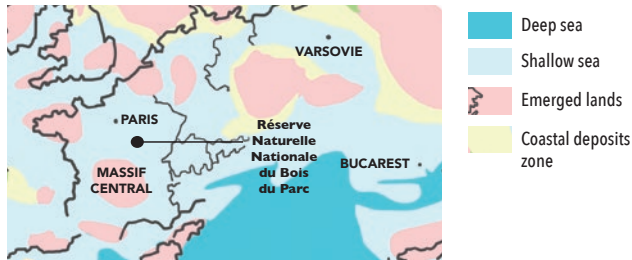 VARSOVIE
PARIS
Réserve
Naturelle
Nationale
du Bois
du Parc
MASSIF
CENTRAL
BUCAREST
Deep sea
Shallow sea
Emerged lands
Coastal deposits
zone